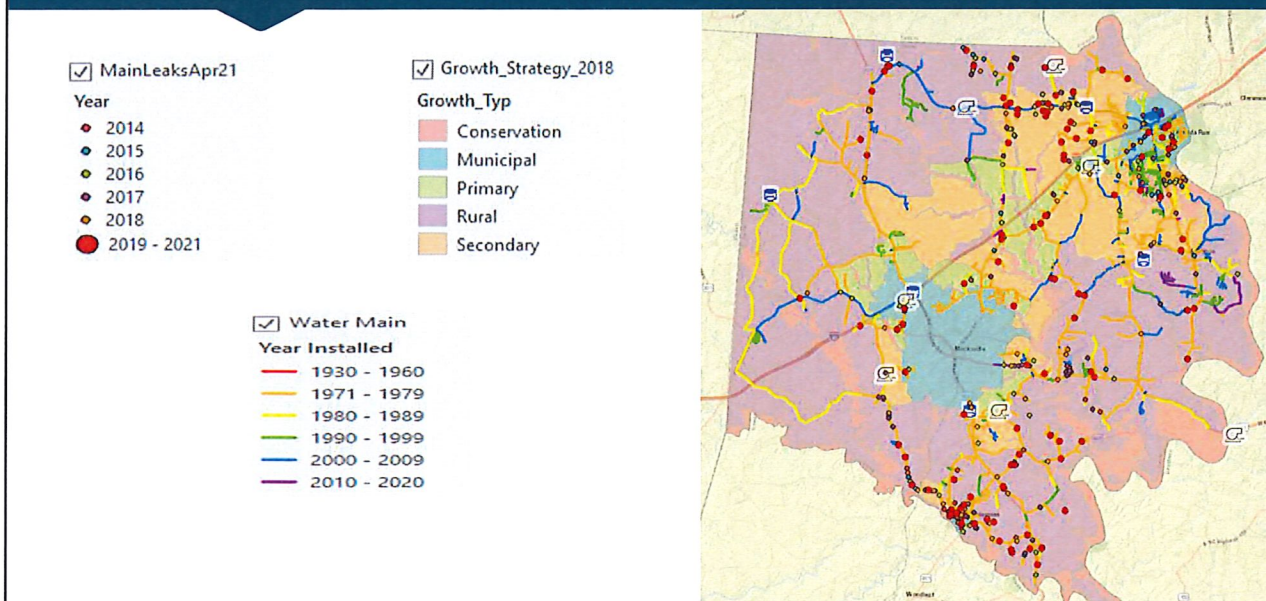 MainLeaksApr21
Year
2014
2015
2016
2017
2018
2019 - 2021
Growth_Strategy_2018
Growth_Typ
Conservation
Municipal
Primary
Rural
Secondary
Water Main
Year Installed
1930 - 1960
1971 - 1979
1980 - 1989
1990 - 1999
2000 - 2009
2010 - 2020
Mocksville